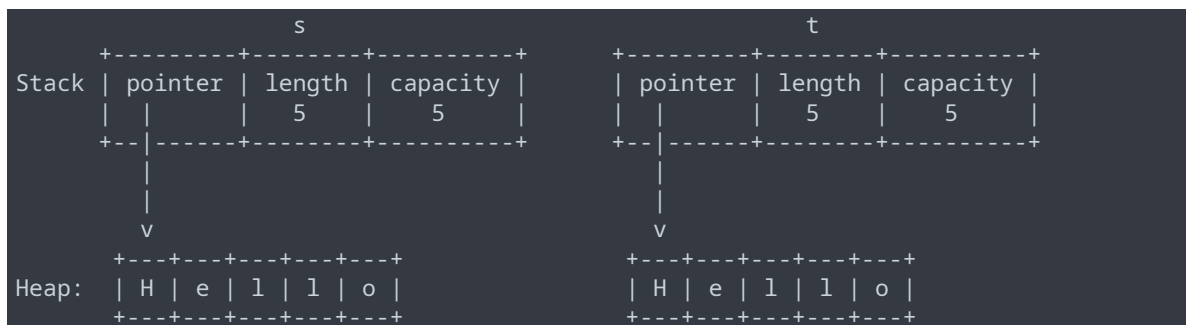 s                                    t
      +---------+--------+----------+      +---------+--------+----------+
Stack | pointer | length | capacity |      | pointer | length | capacity |
      |  |      |   5    |    5     |      |  |      |   5    |    5     |
      +--|------+--------+----------+      +--|------+--------+----------+
         |                                    |
         |                                    |
         v                                    v
       +---+---+---+---+---+                +---+---+---+---+---+
Heap:  | H | e | l | l | o |                | H | e | l | l | o |
       +---+---+---+---+---+                +---+---+---+---+---+